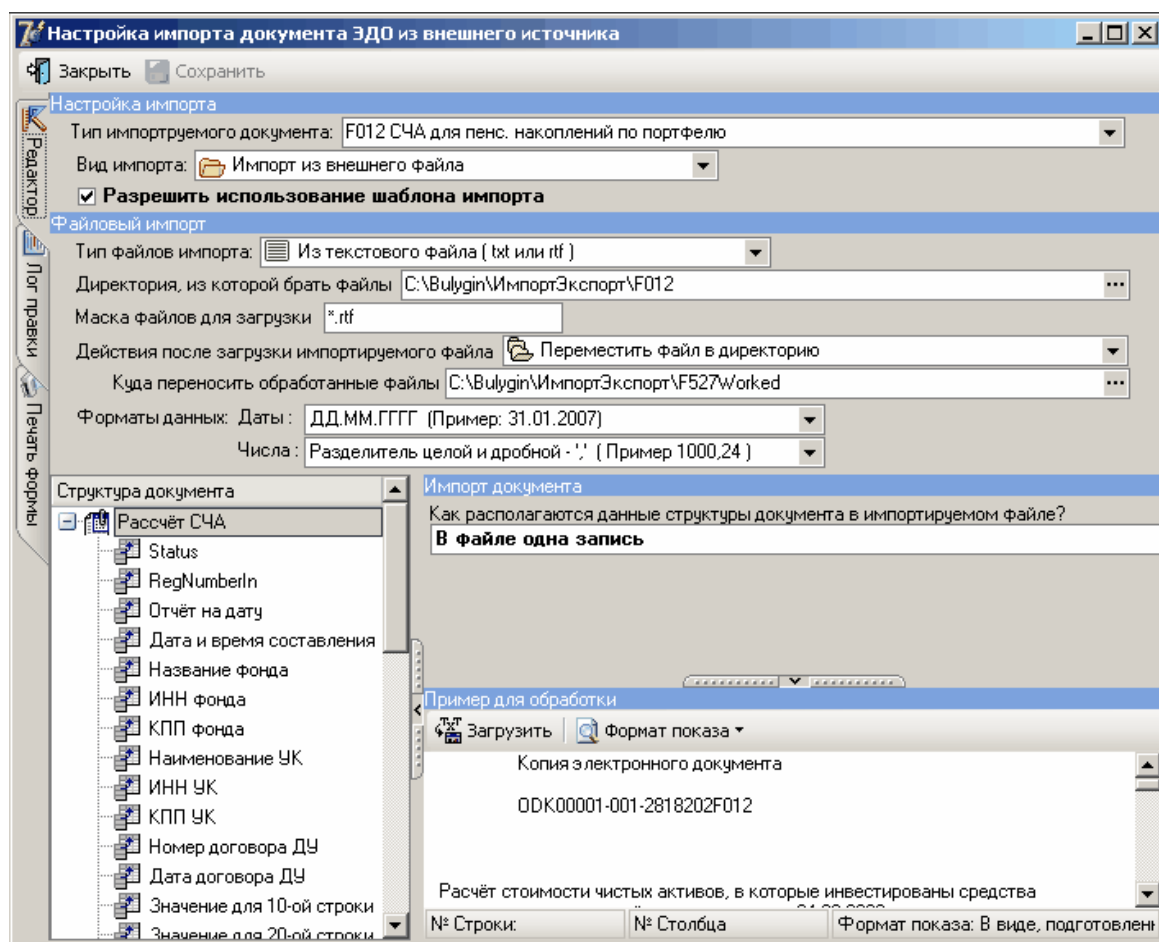 Настройка импорта документа ЭДО из внешнего источника
Закрыть Сохранить
Настройка импорта
Тип импортруемого документа: F012 СЧА для пенс. накоплений по портфелю
Вид импорта: Импорт из внешнего файла
Разрешить использование шаблона импорта
Файловый импорт
Тип файлов импорта: Из текстового файла ( txt или rtf )
Директория, из которой брать файлы C:\Bulygin\ИмпортЭкспорт\F012
Маска файлов для загрузки *.rtf
Действия после загрузки импортируемого файла Переместить файл в директорию
Куда переносить обработанные файлы C:\Bulygin\ИмпортЭкспорт\F527Worked
Форматы данных: Даты : ДД.ММ.ГГГГ (Пример: 31.01.2007)
Числа : Разделитель целой и дробной - ',' ( Пример 1000,24 )
Редактор
Лог правки
Печать формы
Структура документа
Рассчёт СЧА
Status
RegNumberIn
Отчёт на дату
Дата и время составления
Название фонда
ИНН фонда
КПП фонда
Наименование УК
ИНН УК
КПП УК
Номер договора ДУ
Дата договора ДУ
Значение для 10-ой строки
Значение для 20-ой строки
Импорт документа
Как располагаются данные структуры документа в импортируемом файле?
В файле одна запись
Пример для обработки
Загрузить Формат показа
Копия электронного документа
ODK00001-001-2818202F012
Расчёт стоимости чистых активов, в которые инвестированы средства
№ Строки: № Столбца Формат показа: В виде, подготовлен